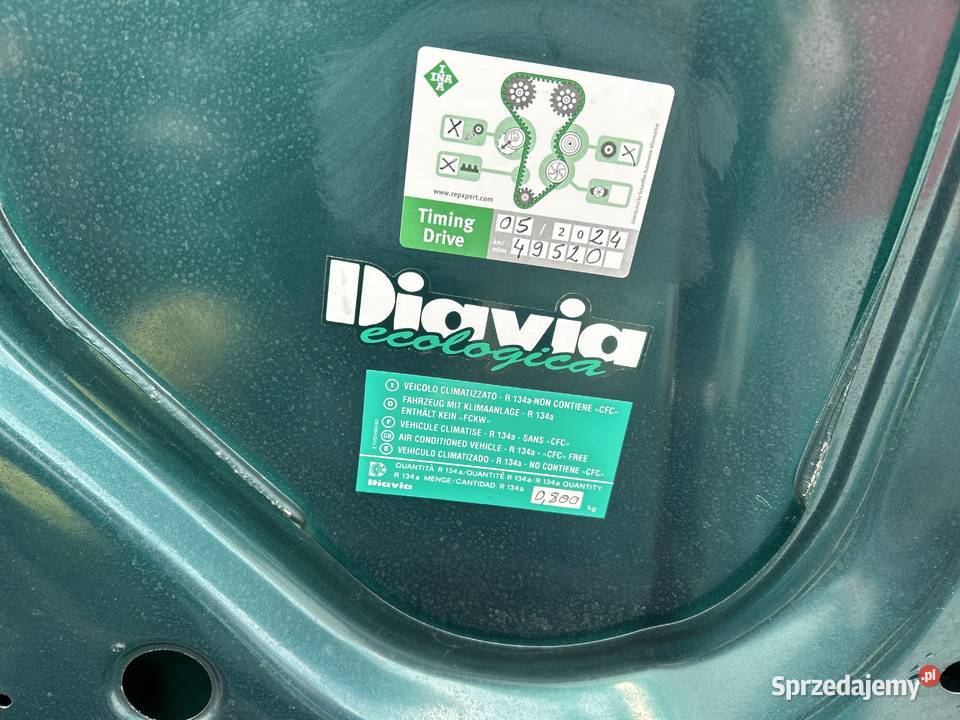 INA
www.repxpert.com
Timing
Drive
05/2024
km/
miles
49520
Diavia
ecologica
I VEICOLO CLIMATIZZATO - R 134a-NON CONTIENE «CFC»
D FAHRZEUG MIT KLIMAANLAGE - R 134a
ENTHÄLT KEIN «FCKW»
F VEHICULE CLIMATISE - R 134a - SANS «CFC»
GB AIR CONDITIONED VEHICLE - R 134a - «CFC» FREE
E VEHICULO CLIMATIZADO - R 134a - NO CONTIENE «CFC»
QUANTITÀ R 134a/QUANTITÉ R 134a/R 134a QUANTITY
R 134a MENGE/CANTIDAD R 134a 0,800 kg
Diavia
Sprzedajemy.pl